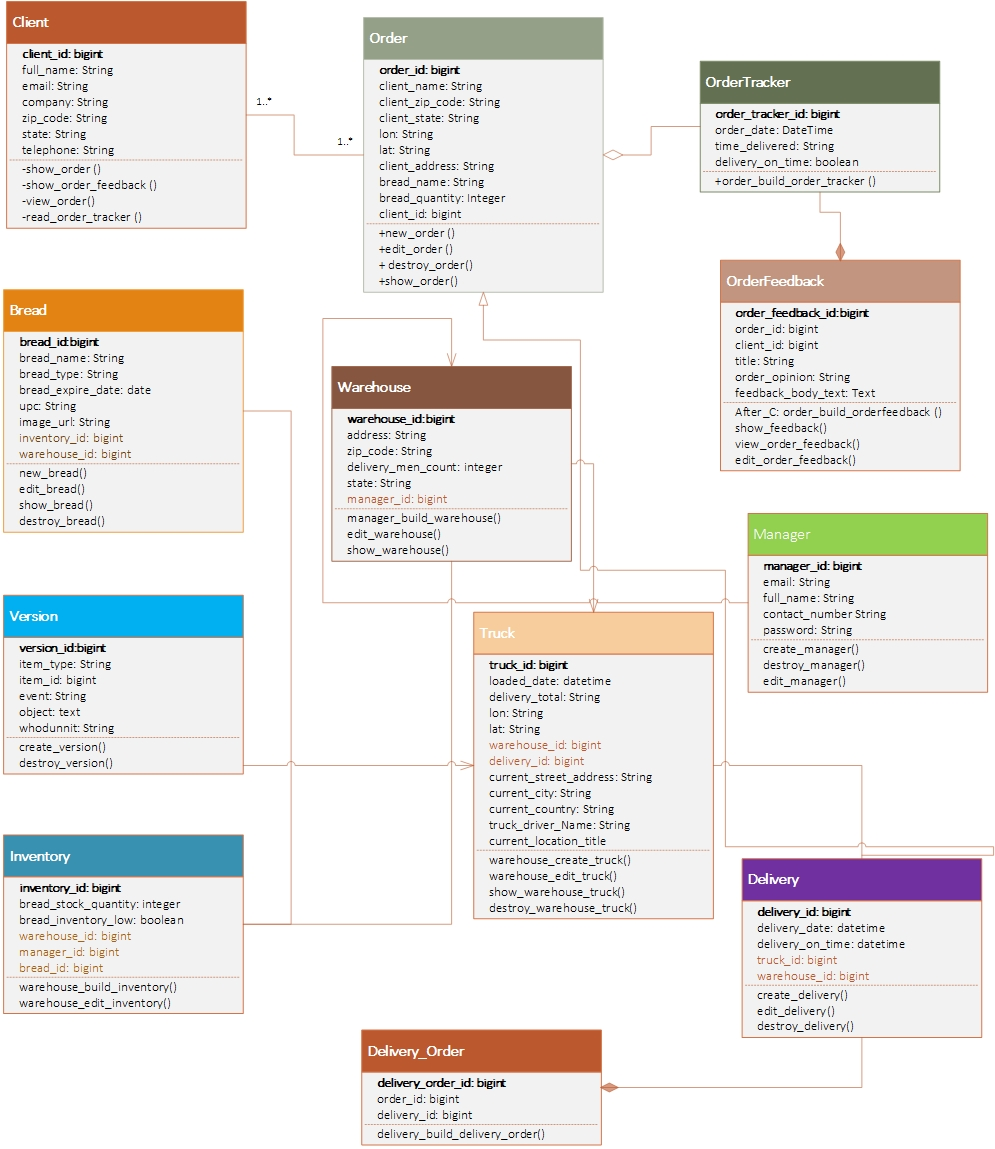 Client
client_id: bigint
full_name: String
email: String
company: String
zip_code: String
state: String
telephone: String
-show_order ()
-show_order_feedback ()
-view_order()
-read_order_tracker ()
1..*
1..*
Order
order_id: bigint
client_name: String
client_zip_code: String
client_state: String
lon: String
lat: String
client_address: String
bread_name: String
bread_quantity: Integer
client_id: bigint
+new_order ()
+edit_order ()
+ destroy_order()
+show_order()
OrderTracker
order_tracker_id: bigint
order_date: DateTime
time_delivered: String
delivery_on_time: boolean
+order_build_order_tracker ()
OrderFeedback
order_feedback_id:bigint
order_id: bigint
client_id: bigint
title: String
order_opinion: String
feedback_body_text: Text
After_C: order_build_orderfeedback ()
show_feedback()
view_order_feedback()
edit_order_feedback()
Bread
bread_id:bigint
bread_name: String
bread_type: String
bread_expire_date: date
upc: String
image_url: String
inventory_id: bigint
warehouse_id: bigint
new_bread()
edit_bread()
show_bread()
destroy_bread()
Warehouse
warehouse_id:bigint
address: String
zip_code: String
delivery_men_count: integer
state: String
manager_id: bigint
manager_build_warehouse()
edit_warehouse()
show_warehouse()
Manager
manager_id: bigint
email: String
full_name: String
contact_number String
password: String
create_manager()
destroy_manager()
edit_manager()
Version
version_id:bigint
item_type: String
item_id: bigint
event: String
object: text
whodunnit: String
create_version()
destroy_version()
Truck
truck_id: bigint
loaded_date: datetime
delivery_total: String
lon: String
lat: String
warehouse_id: bigint
delivery_id: bigint
current_street_address: String
current_city: String
current_country: String
truck_driver_Name: String
current_location_title
warehouse_create_truck()
warehouse_edit_truck()
show_warehouse_truck()
destroy_warehouse_truck()
Inventory
inventory_id: bigint
bread_stock_quantity: integer
bread_inventory_low: boolean
warehouse_id: bigint
manager_id: bigint
bread_id: bigint
warehouse_build_inventory()
warehouse_edit_inventory()
Delivery
delivery_id: bigint
delivery_date: datetime
delivery_on_time: datetime
truck_id: bigint
warehouse_id: bigint
create_delivery()
edit_delivery()
destroy_delivery()
Delivery_Order
delivery_order_id: bigint
order_id: bigint
delivery_id: bigint
delivery_build_delivery_order()